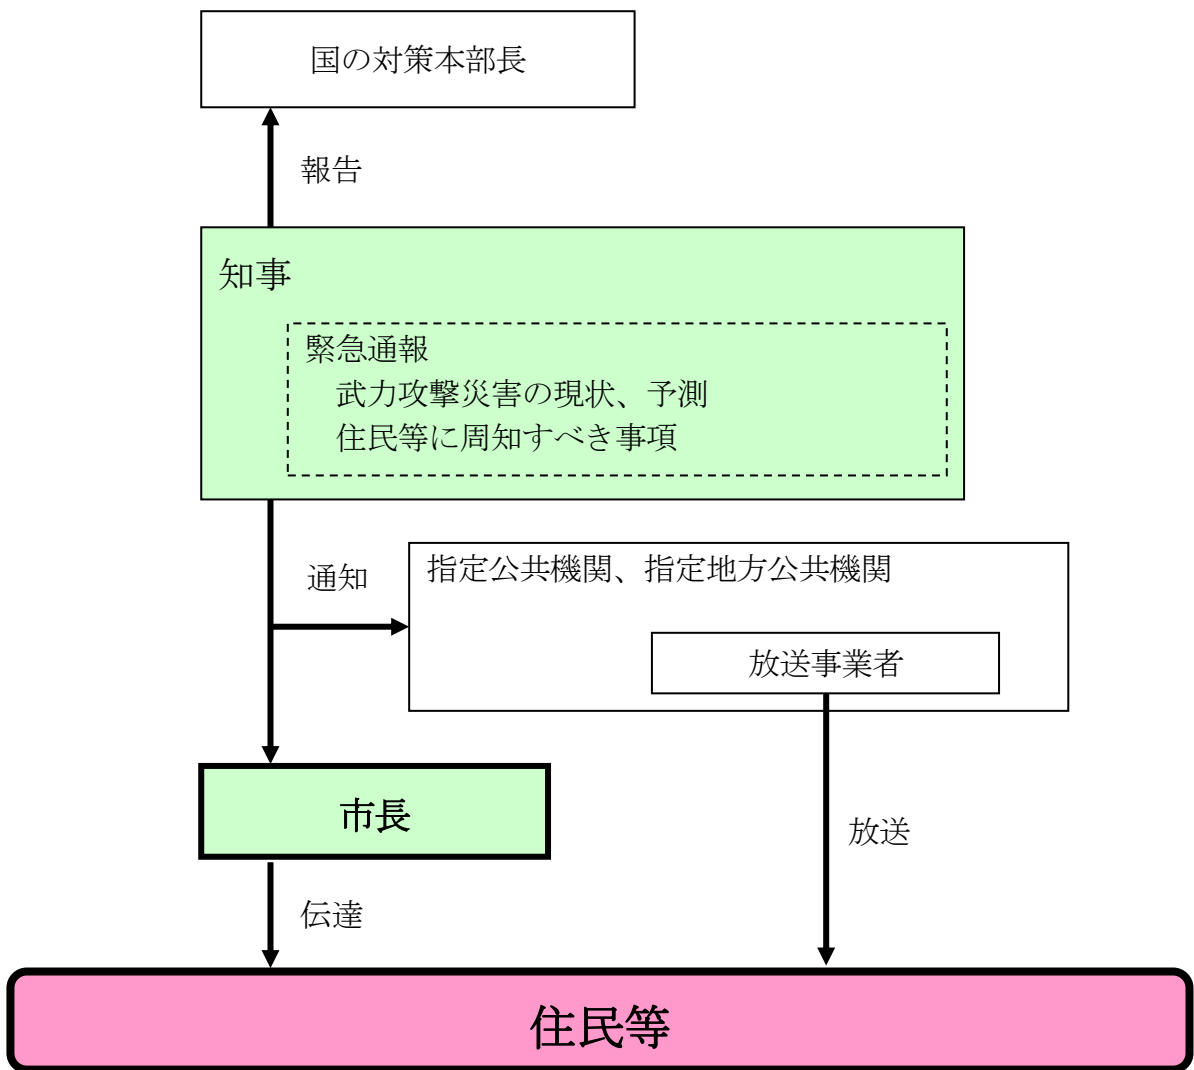 国の対策本部長
報告
知事
緊急通報
武力攻撃災害の現状、予測
住民等に周知すべき事項
通知
指定公共機関、指定地方公共機関
放送事業者
市長
放送
伝達
住民等